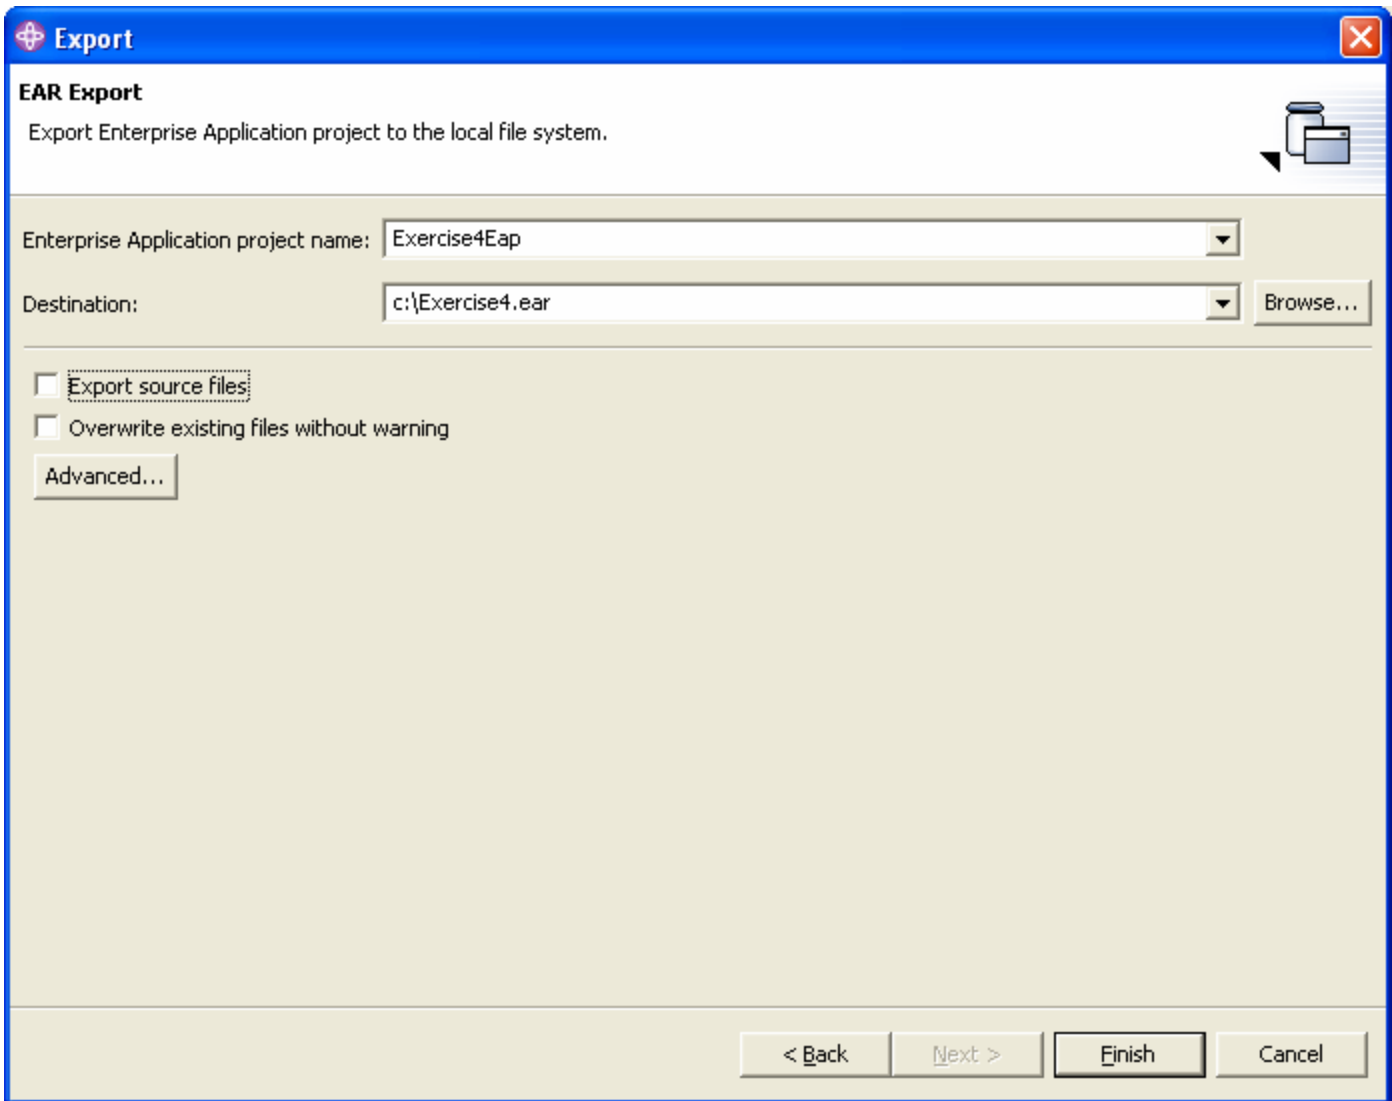 Export
EAR Export
Export Enterprise Application project to the local file system.
Enterprise Application project name: Exercise4Eap
Destination: c:\Exercise4.ear Browse...
Export source files
Overwrite existing files without warning
Advanced...
< Back Next > Finish Cancel